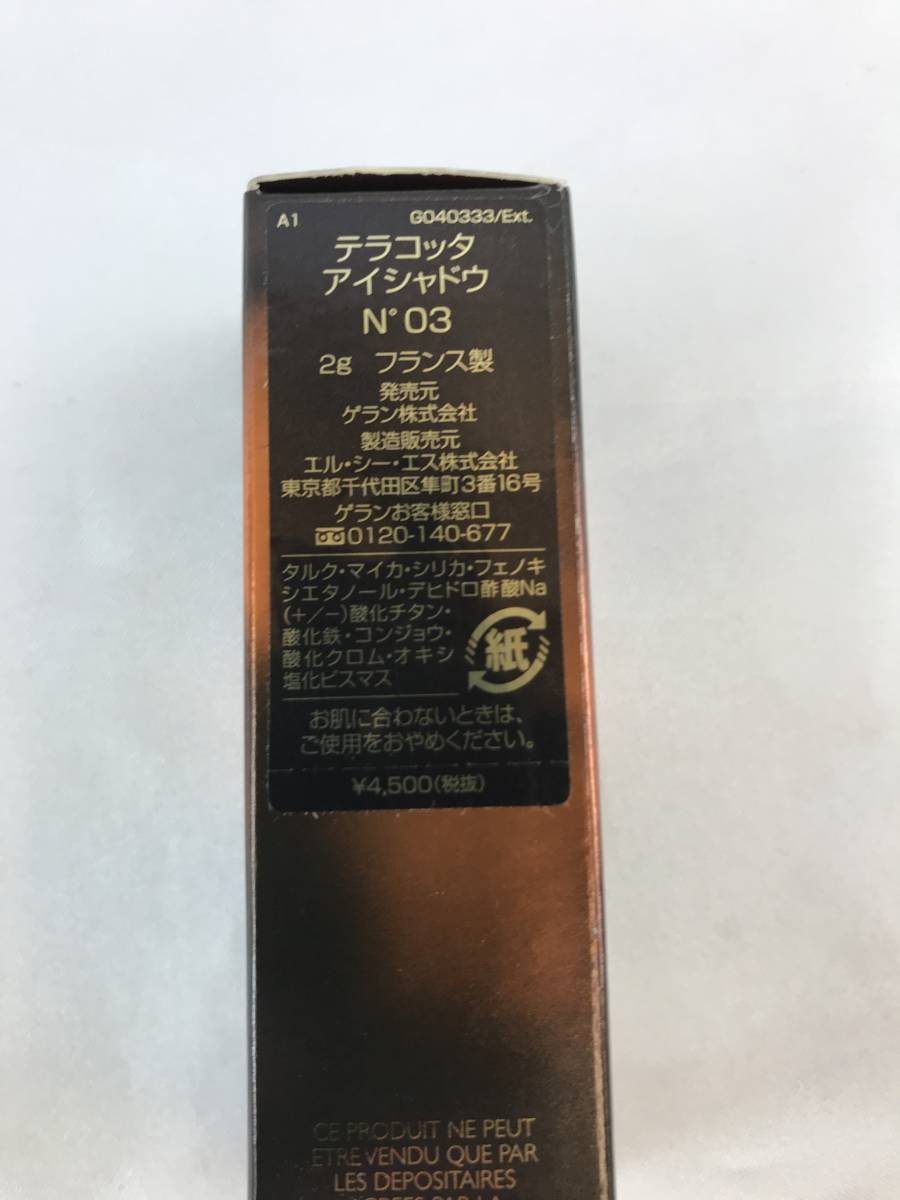 A1 G040333/Ext.
テラコッタ
アイシャドウ
N°03
2g フランス製
発売元
ゲラン株式会社
製造販売元
エル・シー・エス株式会社
東京都千代田区隼町3番16号
ゲランお客様窓口
0120-140-677
タルク・マイカ・シリカ・フェノキ
シエタノール・デヒドロ酢酸Na
(+/−)酸化チタン・
酸化鉄・コンジョウ・
酸化クロム・オキシ
塩化ビスマス
紙
お肌に合わないときは、
ご使用をおやめください。
¥4,500(税抜)
CE PRODUIT NE PEUT
ETRE VENDU QUE PAR
LES DEPOSITAIRES